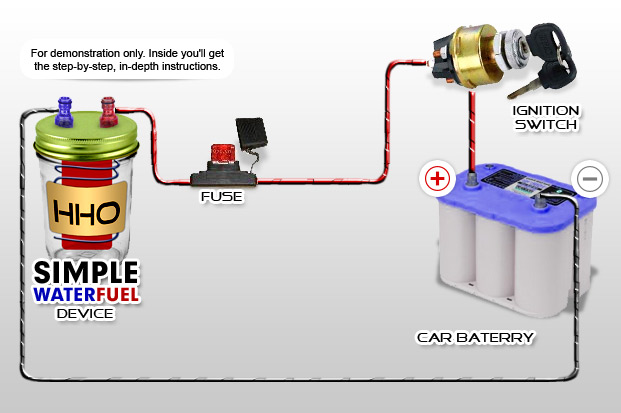 For demonstration only. Inside you'll get
the step-by-step, in-depth instructions.
IGNITION
SWITCH
FUSE
HHO
SIMPLE
WATERFUEL
DEVICE
+
−
CAR BATERRY